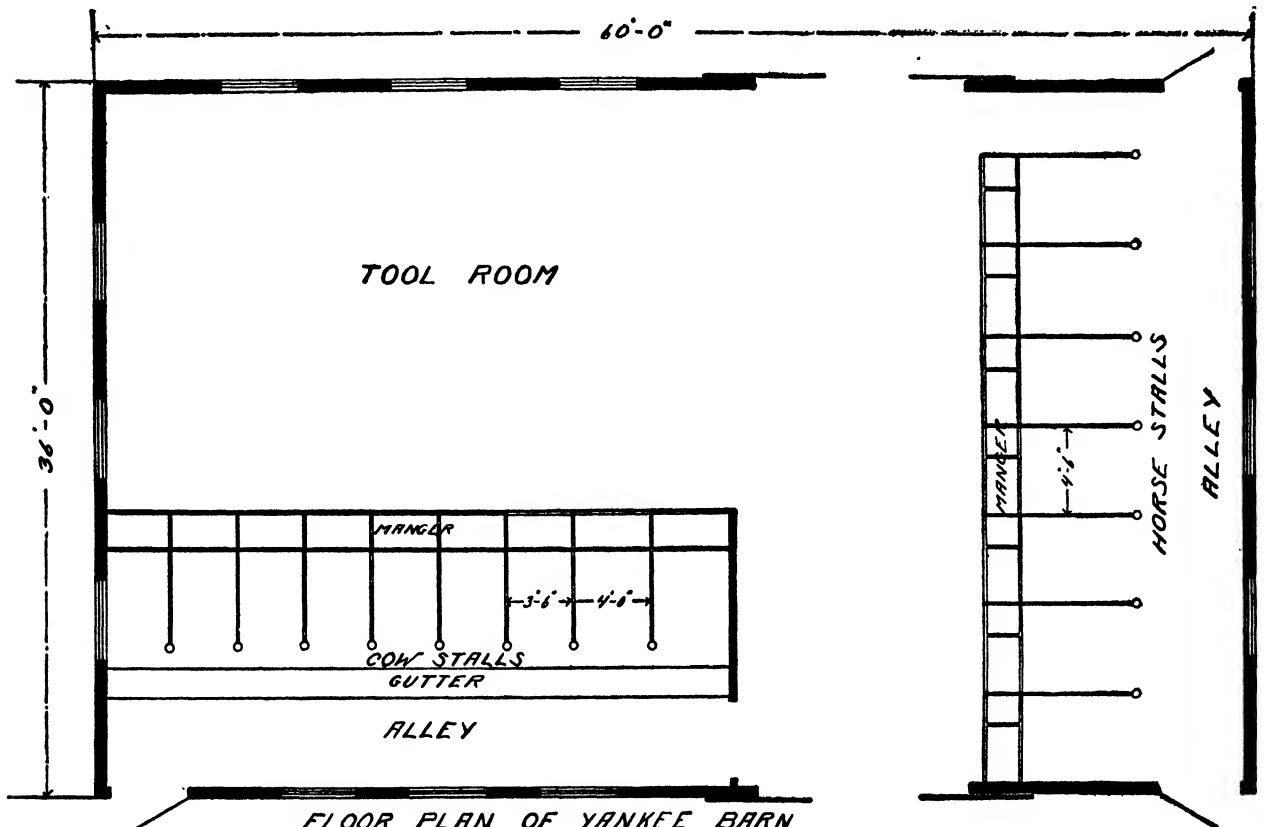 60'-0"
TOOL ROOM
36'-0"
MANGER
3'-6" 4'-0"
COW STALLS
GUTTER
ALLEY
MANGER
4'-6"
HORSE STALLS
ALLEY
FLOOR PLAN OF YANKEE BARN